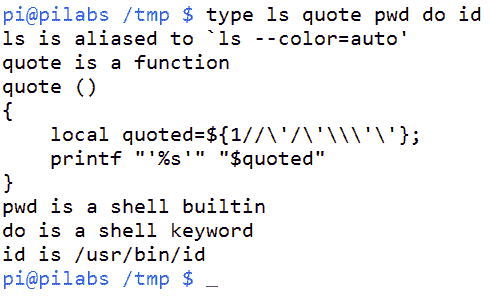 pi@pilabs /tmp $ type ls quote pwd do id
ls is aliased to `ls --color=auto'
quote is a function
quote ()
{
    local quoted=${1//\'/\'\\\'\'};
    printf "'%s'" "$quoted"
}
pwd is a shell builtin
do is a shell keyword
id is /usr/bin/id
pi@pilabs /tmp $ _